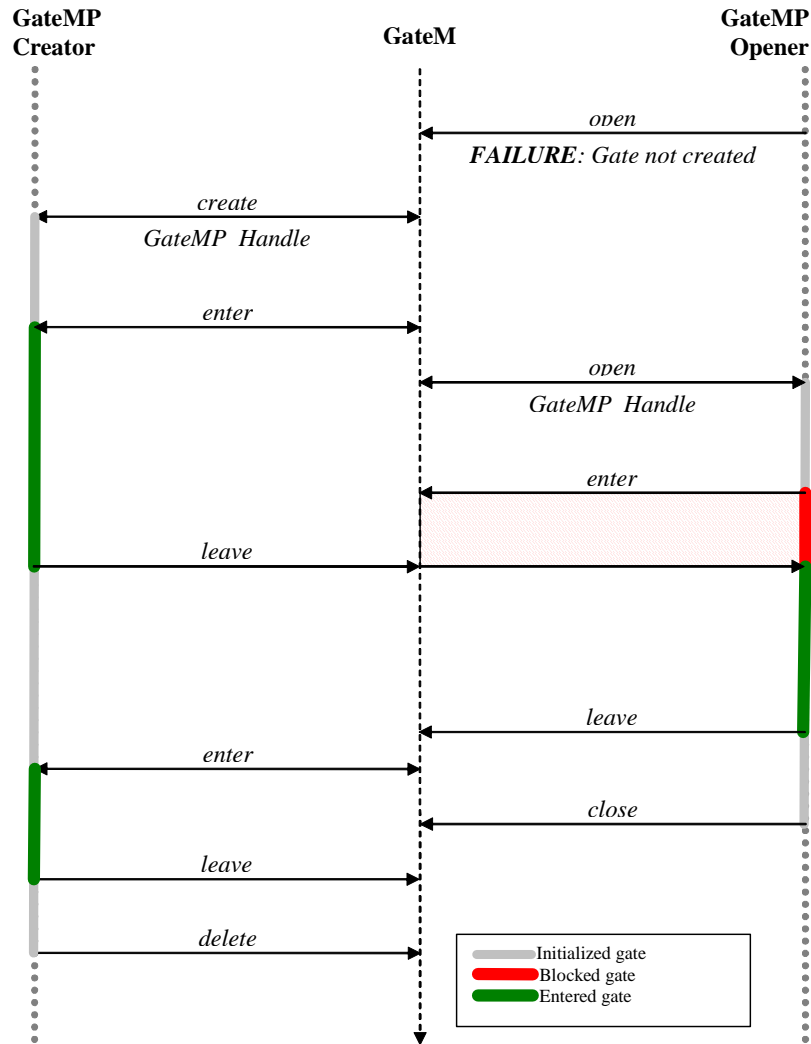 GateMP
Creator
GateM
GateMP
Opener
open
FAILURE: Gate not created
create
GateMP Handle
enter
open
GateMP Handle
enter
leave
leave
enter
close
leave
delete
Initialized gate
Blocked gate
Entered gate